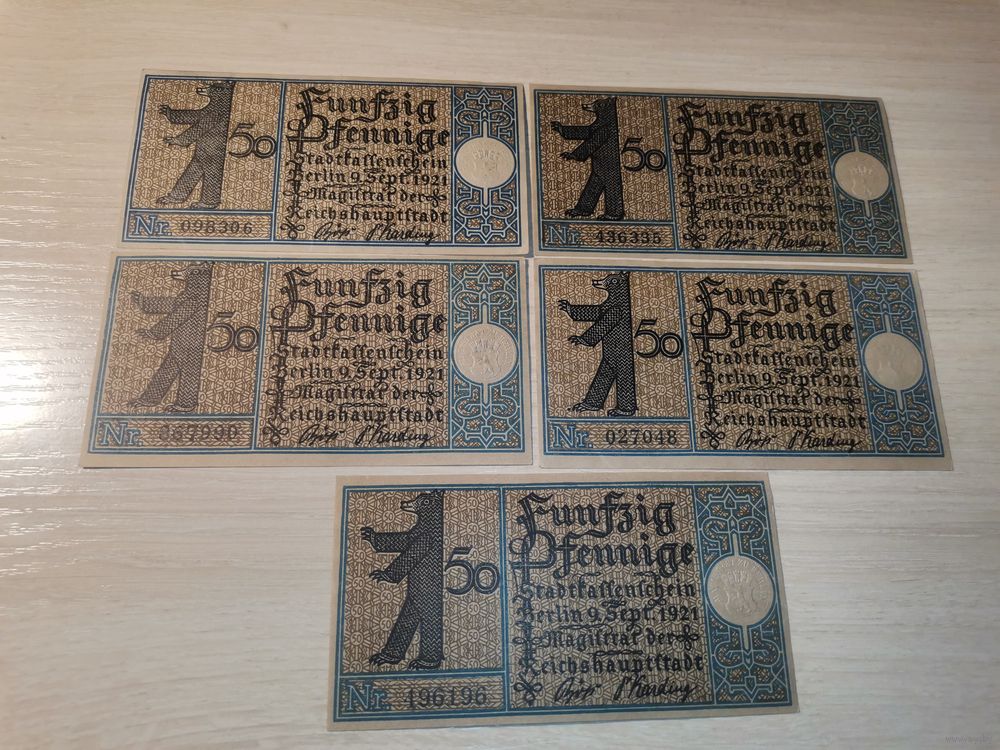 50
Funfzig
Pfennige
Stadtkassenschein
Berlin 9. Sept. 1921
Magistrat der
Reichshauptstadt
Nr. 098306
50
Funfzig
Pfennige
Stadtkassenschein
Berlin 9. Sept. 1921
Magistrat der
Reichshauptstadt
Nr. 436355
50
Funfzig
Pfennige
Stadtkassenschein
Berlin 9. Sept. 1921
Magistrat der
Reichshauptstadt
Nr.
50
Funfzig
Pfennige
Stadtkassenschein
Berlin 9. Sept. 1921
Magistrat der
Reichshauptstadt
Nr. 027048
50
Funfzig
Pfennige
Stadtkassenschein
Berlin 9. Sept. 1921
Magistrat der
Reichshauptstadt
Nr. 196196